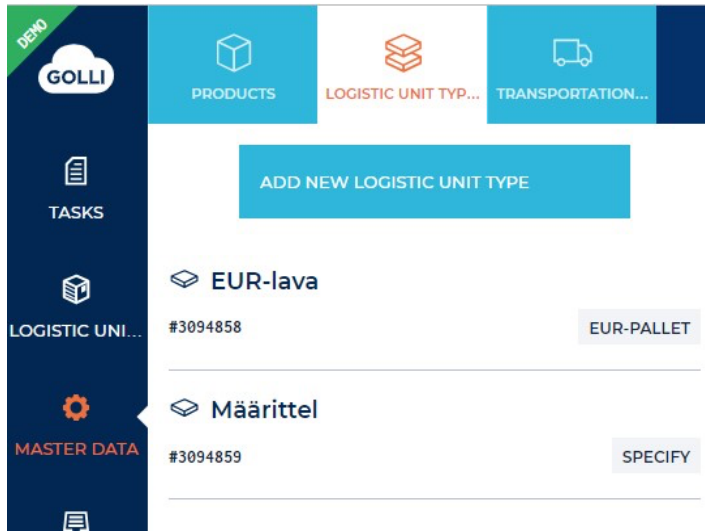 DEMO
GOLLI
PRODUCTS
LOGISTIC UNIT TYP...
TRANSPORTATION...
TASKS
LOGISTIC UNI...
MASTER DATA
ADD NEW LOGISTIC UNIT TYPE
EUR-lava
#3094858
EUR-PALLET
Määrittel
#3094859
SPECIFY